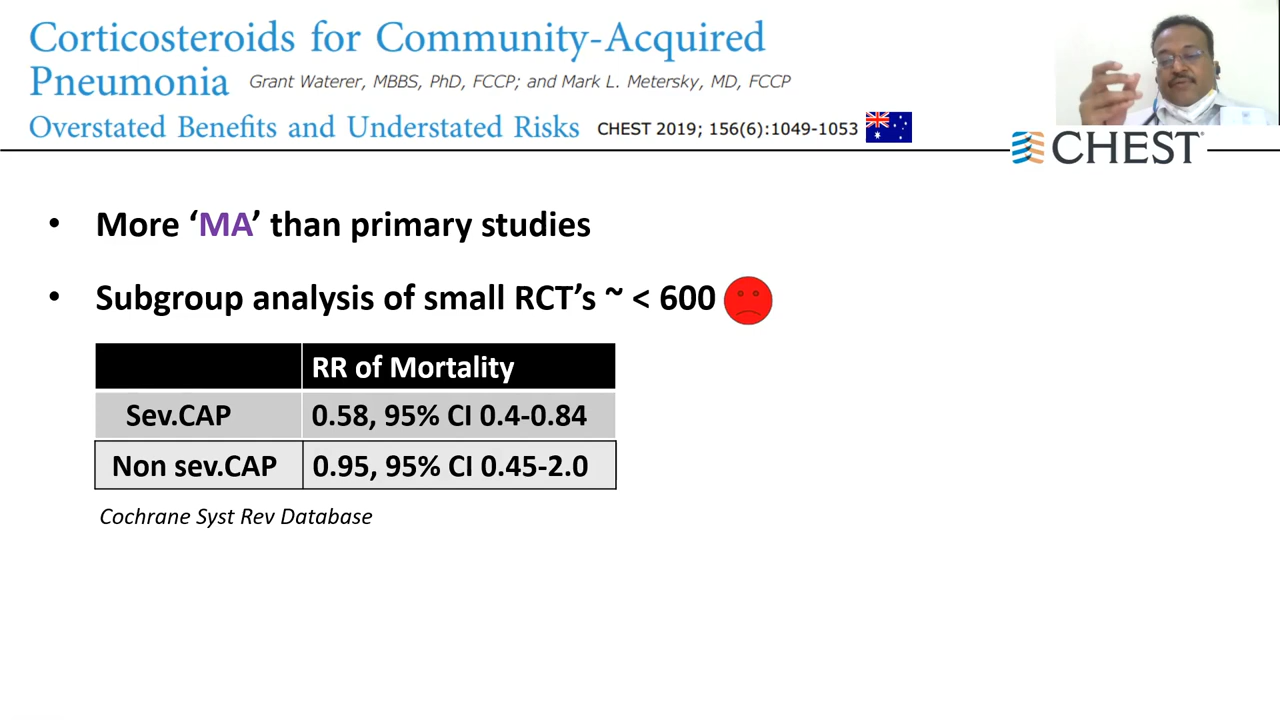 Corticosteroids for Community-Acquired
Pneumonia Grant Waterer, MBBS, PhD, FCCP; and Mark L. Metersky, MD, FCCP
Overstated Benefits and Understated Risks CHEST 2019; 156(6):1049-1053
CHEST
• More ‘MA’ than primary studies
• Subgroup analysis of small RCT’s ~ < 600
RR of Mortality
Sev.CAP 0.58, 95% CI 0.4-0.84
Non sev.CAP 0.95, 95% CI 0.45-2.0
Cochrane Syst Rev Database